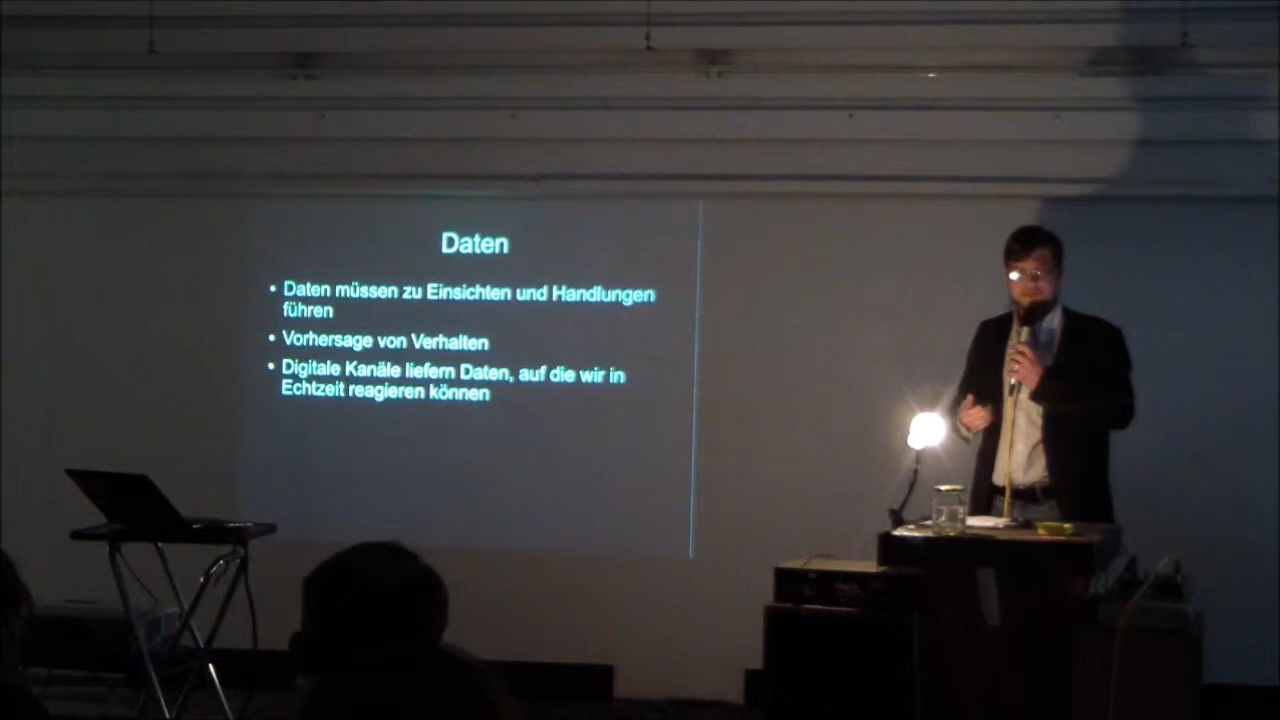 Daten
• Daten müssen zu Einsichten und Handlungen
führen
• Vorhersage von Verhalten
• Digitale Kanäle liefern Daten, auf die wir in
Echtzeit reagieren können